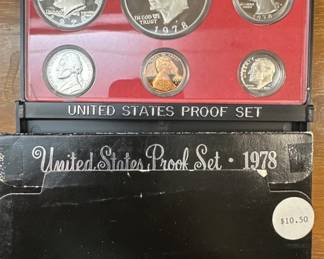 IN GOD WE
TRUST
1978
UNITED STATES PROOF SET
United States Proof Set · 1978
$10.50